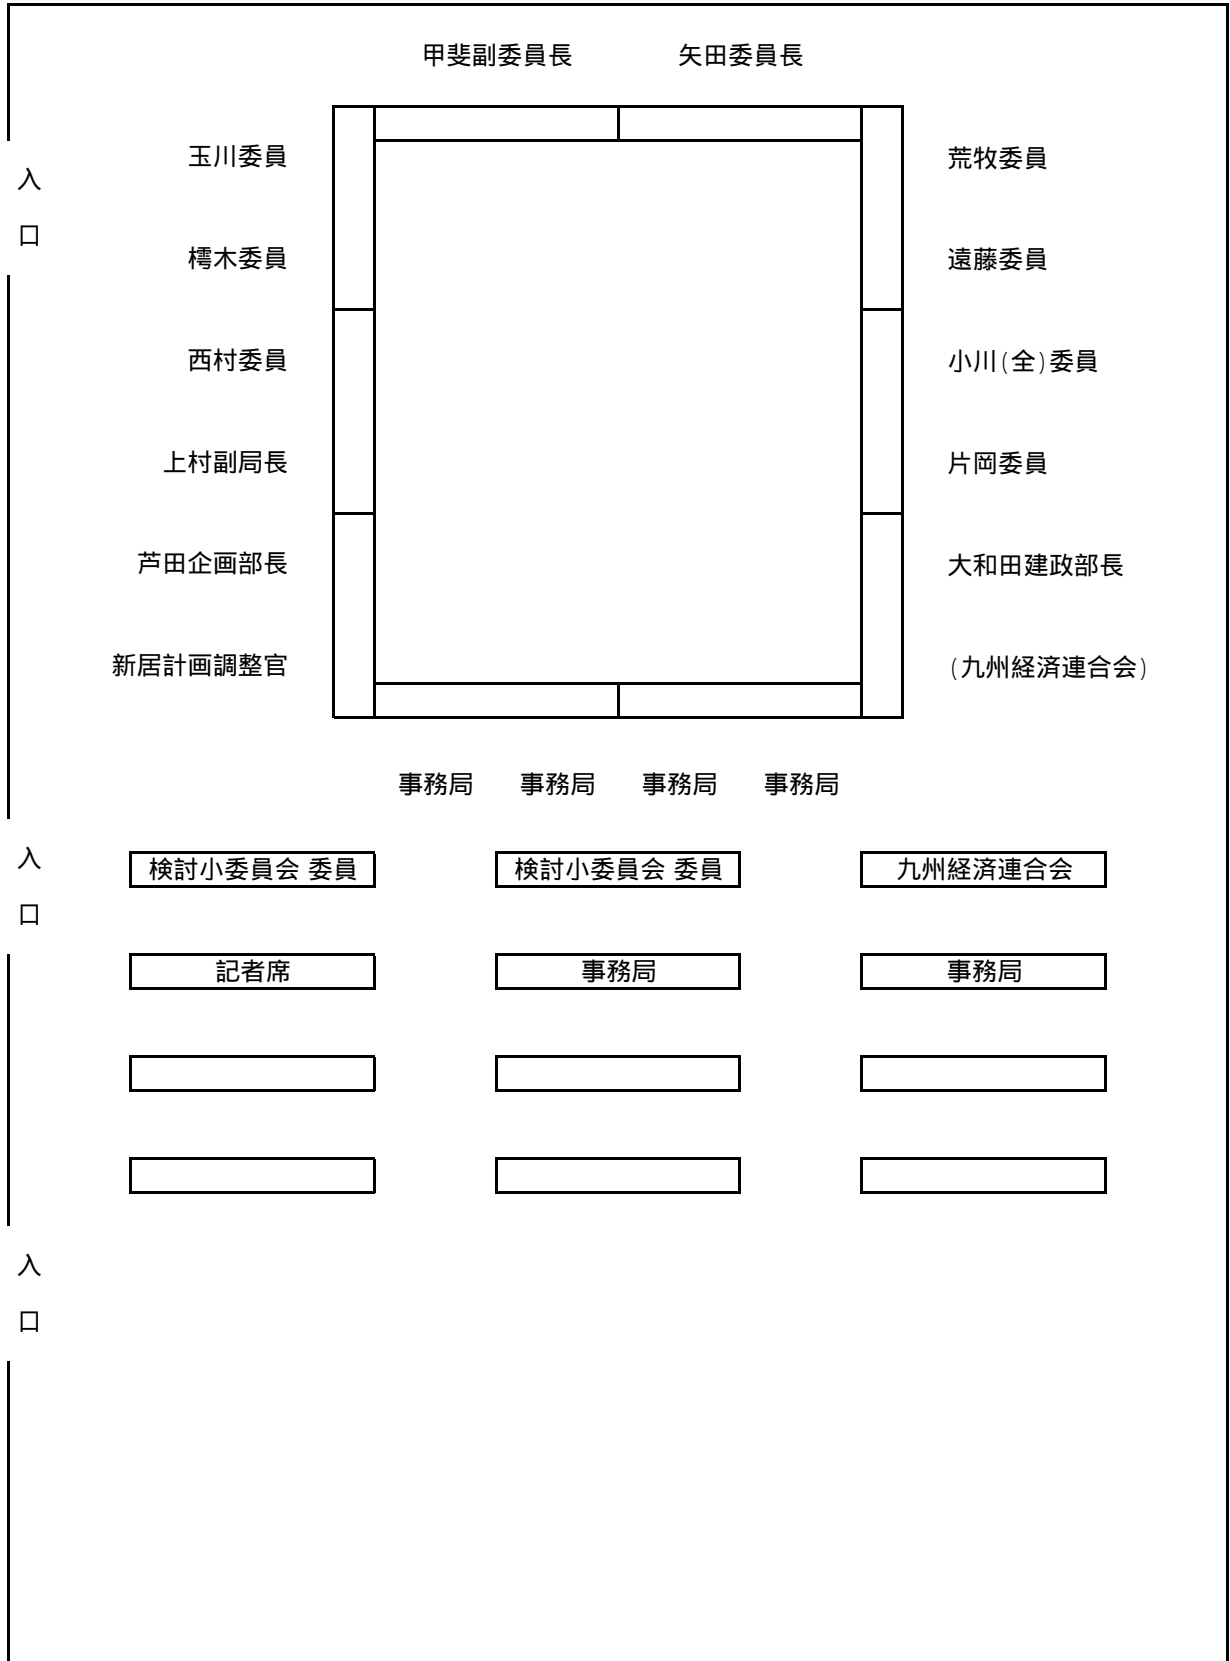 甲斐副委員長 矢田委員長
玉川委員 荒牧委員
入口
樗木委員 遠藤委員
西村委員 小川(全)委員
上村副局長 片岡委員
芦田企画部長 大和田建政部長
新居計画調整官 (九州経済連合会)
事務局 事務局 事務局 事務局
入口
検討小委員会 委員 検討小委員会 委員 九州経済連合会
記者席 事務局 事務局
入口